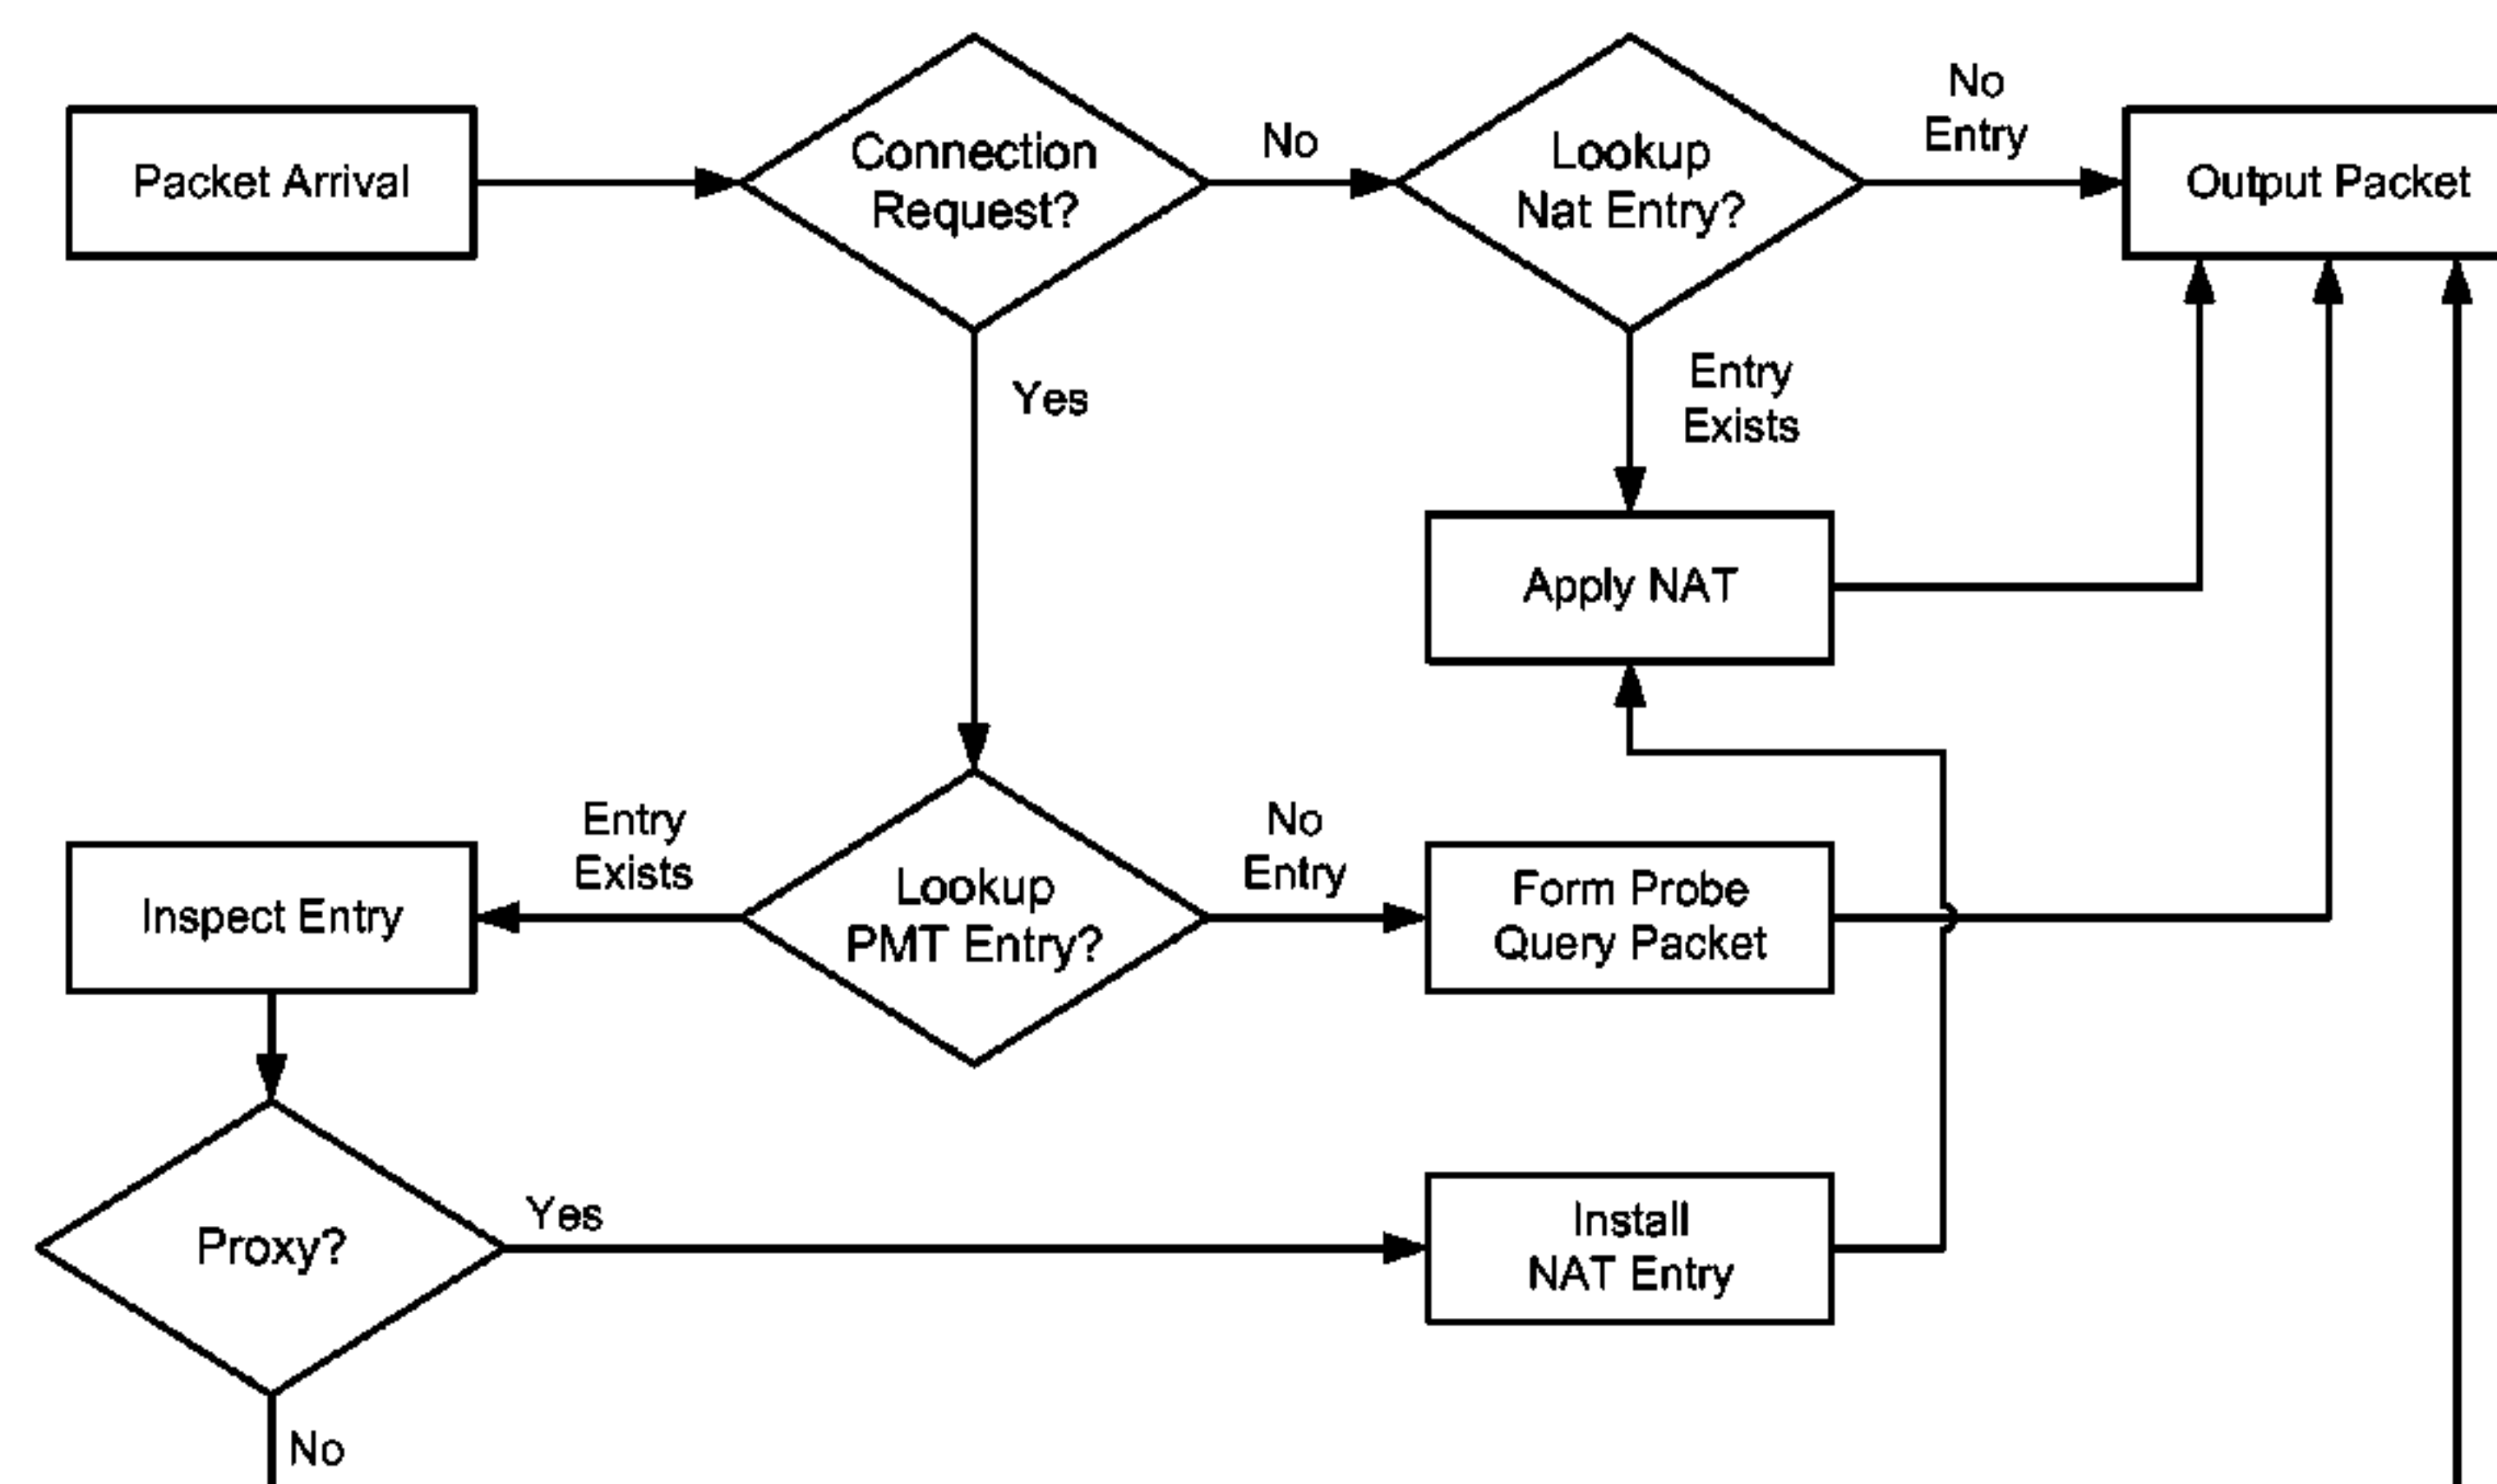 Packet Arrival
Connection
Request?
No
Lookup
Nat Entry?
No
Entry
Output Packet
Yes
Entry
Exists
Apply NAT
Inspect Entry
Entry
Exists
Lookup
PMT Entry?
No
Entry
Form Probe
Query Packet
Proxy?
Yes
Install
NAT Entry
No